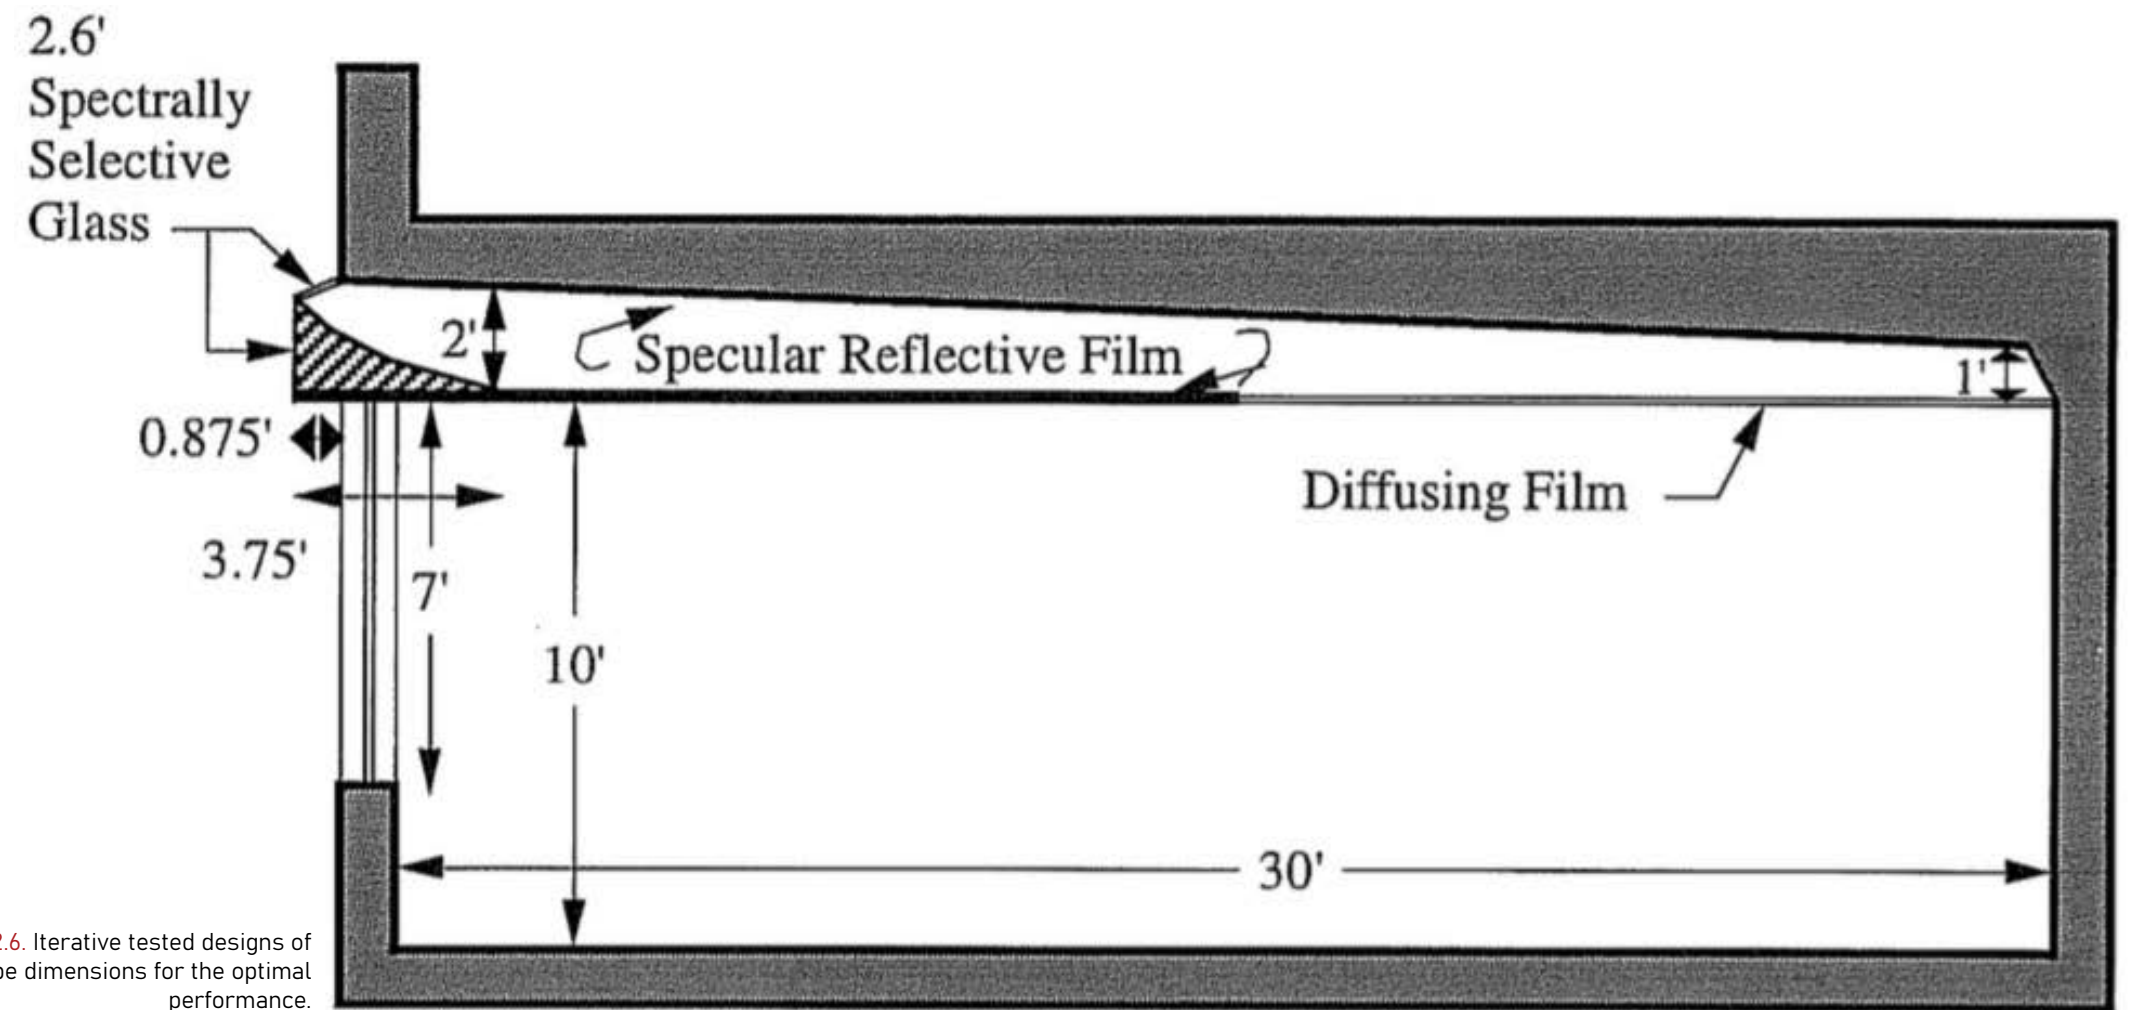 2.6'
Spectrally
Selective
Glass
2'
Specular Reflective Film
1'
0.875'
Diffusing Film
3.75'
7'
10'
30'
2.6. Iterative tested designs of
dimensions for the optimal
performance.